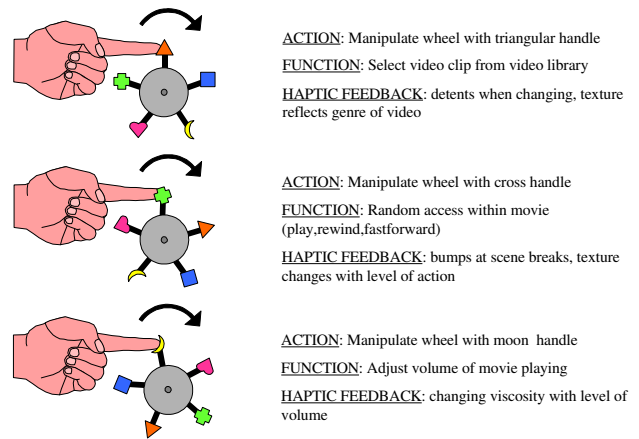 ACTION: Manipulate wheel with triangular handle
FUNCTION: Select video clip from video library
HAPTIC FEEDBACK: detents when changing, texture
reflects genre of video
ACTION: Manipulate wheel with cross handle
FUNCTION: Random access within movie
(play,rewind,fastforward)
HAPTIC FEEDBACK: bumps at scene breaks, texture
changes with level of action
ACTION: Manipulate wheel with moon  handle
FUNCTION: Adjust volume of movie playing
HAPTIC FEEDBACK: changing viscosity with level of
volume